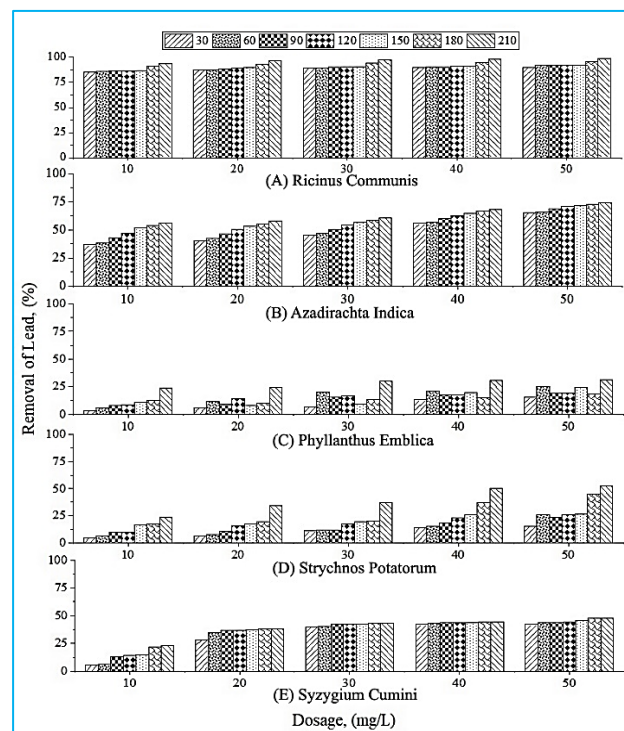 30 60 90 120 150 180 210
100
75
50
25
0
10 20 30 40 50
(A) Ricinus Communis
100
75
50
25
0
10 20 30 40 50
(B) Azadirachta Indica
100
75
50
25
0
10 20 30 40 50
(C) Phyllanthus Emblica
100
75
50
25
0
10 20 30 40 50
(D) Strychnos Potatorum
100
75
50
25
0
10 20 30 40 50
(E) Syzygium Cumini
Dosage, (mg/L)
Removal of Lead, (%)